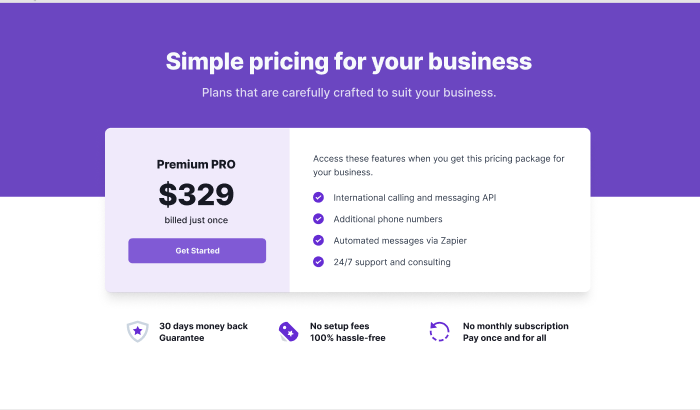 Simple pricing for your business
Plans that are carefully crafted to suit your business.
Premium PRO
$329
billed just once
Get Started
Access these features when you get this pricing package for
your business.
International calling and messaging API
Additional phone numbers
Automated messages via Zapier
24/7 support and consulting
30 days money back
Guarantee
No setup fees
100% hassle-free
No monthly subscription
Pay once and for all